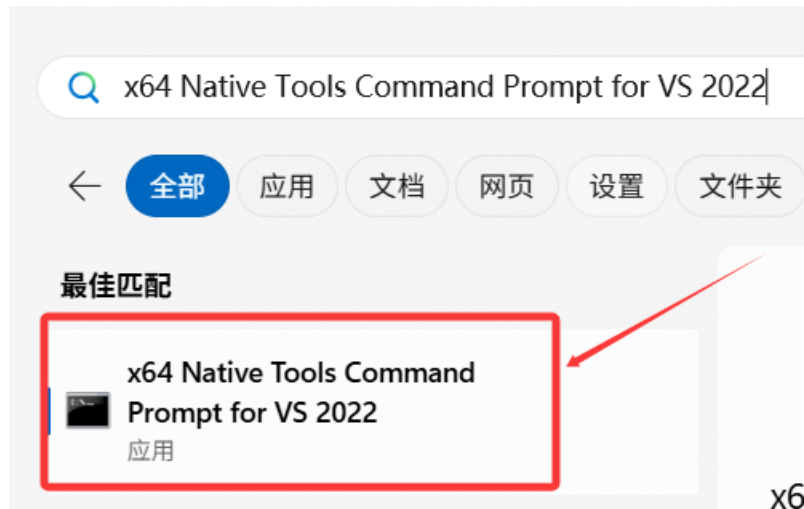 x64 Native Tools Command Prompt for VS 2022
全部 应用 文档 网页 设置 文件夹
最佳匹配
x64 Native Tools Command
Prompt for VS 2022
应用
x6